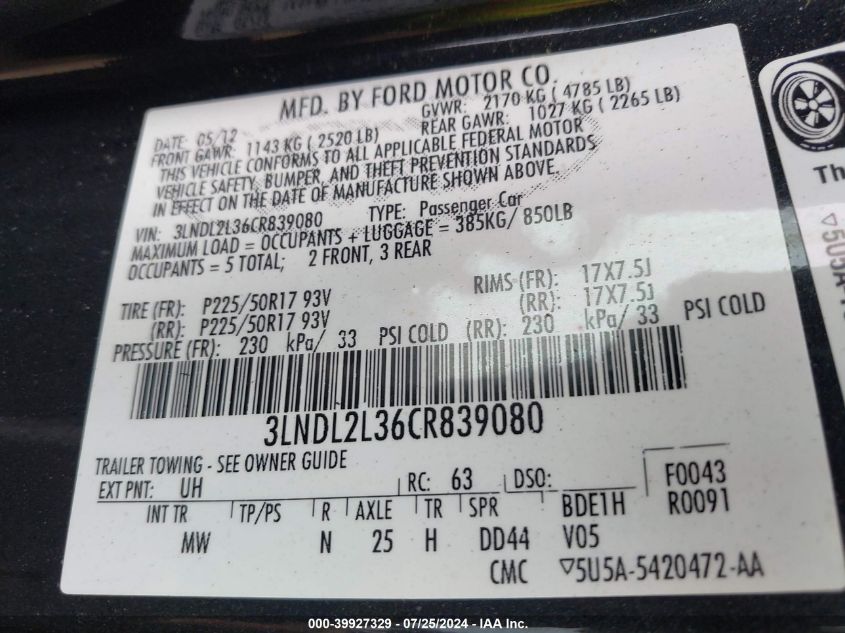 MFD. BY FORD MOTOR CO.
DATE: 05/12 GVWR: 2170 KG ( 4785 LB)
FRONT GAWR: 1143 KG ( 2520 LB) REAR GAWR: 1027 KG ( 2265 LB)
THIS VEHICLE CONFORMS TO ALL APPLICABLE FEDERAL MOTOR
VEHICLE SAFETY, BUMPER, AND THEFT PREVENTION STANDARDS
IN EFFECT ON THE DATE OF MANUFACTURE SHOWN ABOVE.
VIN: 3LNDL2L36CR839080 TYPE: Passenger Car
MAXIMUM LOAD = OCCUPANTS + LUGGAGE = 385KG/ 850LB
OCCUPANTS = 5 TOTAL; 2 FRONT, 3 REAR
TIRE (FR): P225/50R17 93V RIMS (FR): 17X7.5J
(RR): P225/50R17 93V (RR): 17X7.5J
PRESSURE (FR): 230 kPa/ 33 PSI COLD (RR): 230 kPa/ 33 PSI COLD
3LNDL2L36CR839080
TRAILER TOWING - SEE OWNER GUIDE
EXT PNT: UH RC: 63 DSO: F0043
INT TR TP/PS R AXLE TR SPR BDE1H R0091
MW N 25 H DD44 V05
CMC ▽5U5A-5420472-AA
Th
▽5U5A-1
000-39927329 - 07/25/2024 - IAA Inc.